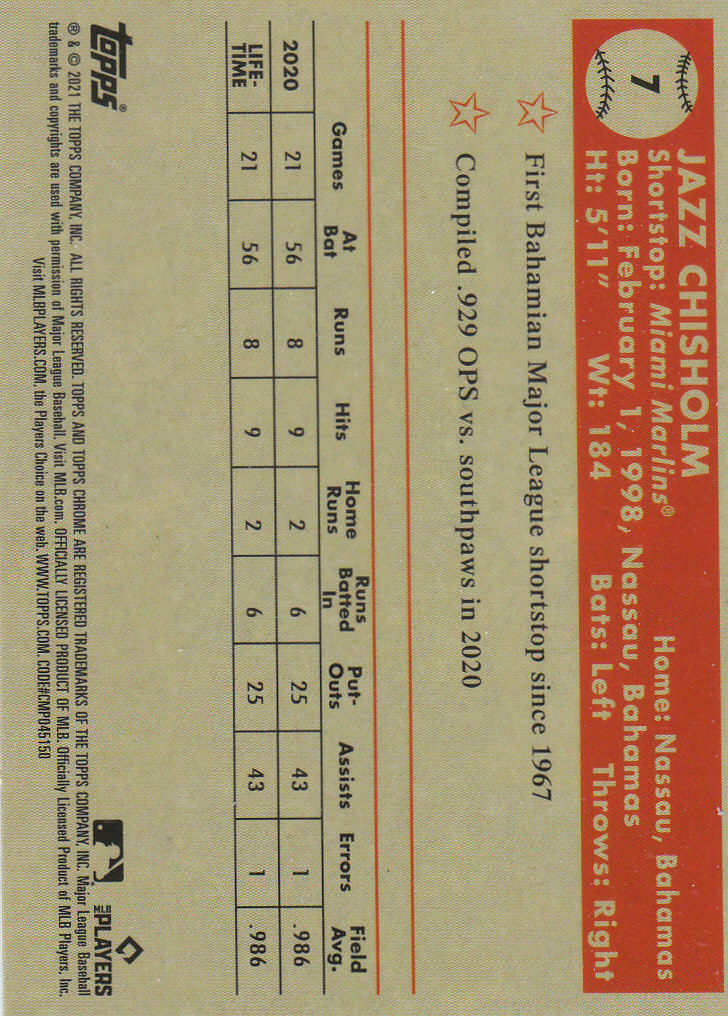 7
JAZZ CHISHOLM
Shortstop: Miami Marlins® Home: Nassau, Bahamas
Born: February 1, 1998, Nassau, Bahamas
Ht: 5'11" Wt: 184 Bats: Left Throws: Right
First Bahamian Major League shortstop since 1967
Compiled .929 OPS vs. southpaws in 2020
Games At Bat Runs Hits Home Runs Runs Batted In Put-Outs Assists Errors Field Avg.
2020 21 56 8 9 2 6 25 43 1 .986
LIFE-TIME 21 56 8 9 2 6 25 43 1 .986
topps®
MLB PLAYERS
® & © 2021 THE TOPPS COMPANY, INC. ALL RIGHTS RESERVED. TOPPS AND TOPPS CHROME ARE REGISTERED TRADEMARKS OF THE TOPPS COMPANY, INC. Major League Baseball
trademarks and copyrights are used with permission of Major League Baseball. Visit MLB.com. OFFICIALLY LICENSED PRODUCT OF MLB. Officially Licensed Product of MLB Players, Inc.
Visit MLBPLAYERS.COM, the Players Choice on the web. WWW.TOPPS.COM. CODE#CMP045150